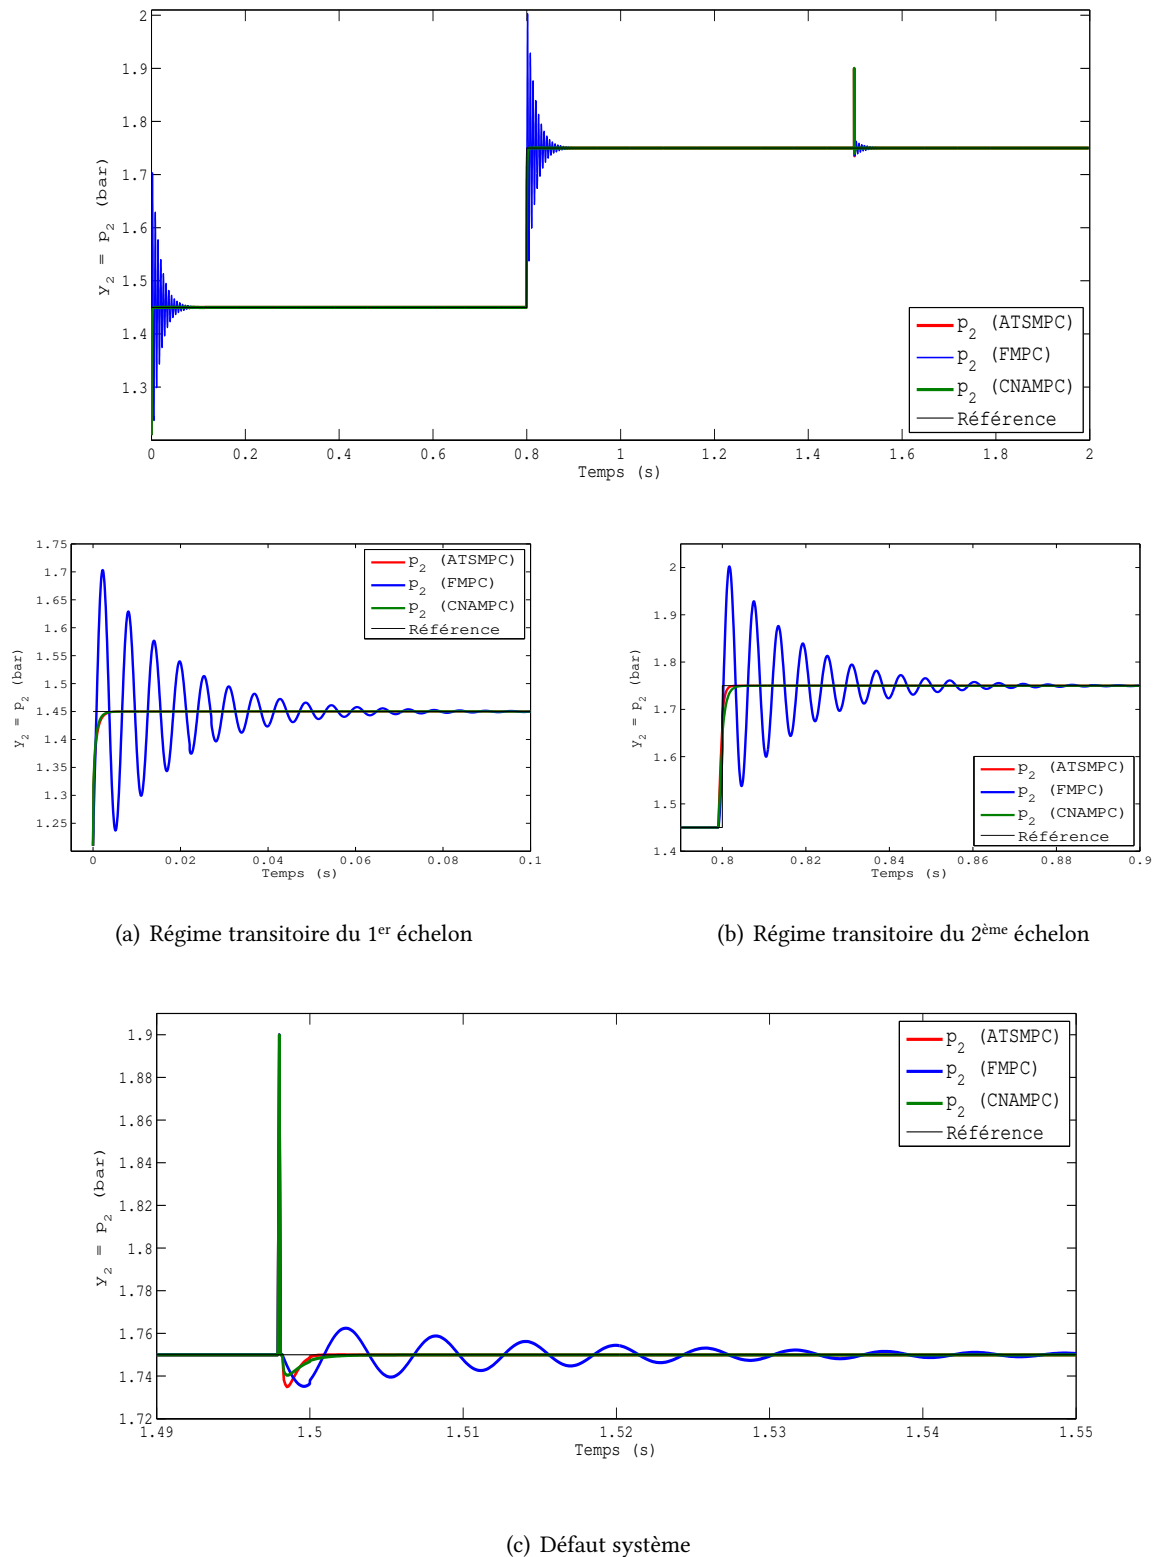 2
1.9
1.8
1.7
1.6
1.5
1.4
1.3
y2 = p2 (bar)
0 0.2 0.4 0.6 0.8 1 1.2 1.4 1.6 1.8 2
Temps (s)
p2 (ATSMPC)
p2 (FMPC)
p2 (CNAMPC)
Référence
1.75
1.7
1.65
1.6
1.55
1.5
1.45
1.4
1.35
1.3
1.25
y2 = p2 (bar)
0 0.02 0.04 0.06 0.08 0.1
Temps (s)
p2 (ATSMPC)
p2 (FMPC)
p2 (CNAMPC)
Référence
(a) Régime transitoire du 1er échelon
2
1.9
1.8
1.7
1.6
1.5
1.4
y2 = p2 (bar)
0.8 0.82 0.84 0.86 0.88 0.9
Temps (s)
p2 (ATSMPC)
p2 (FMPC)
p2 (CNAMPC)
Référence
(b) Régime transitoire du 2ème échelon
1.9
1.88
1.86
1.84
1.82
1.8
1.78
1.76
1.74
1.72
y2 = p2 (bar)
1.49 1.5 1.51 1.52 1.53 1.54 1.55
Temps (s)
p2 (ATSMPC)
p2 (FMPC)
p2 (CNAMPC)
Référence
(c) Défaut système